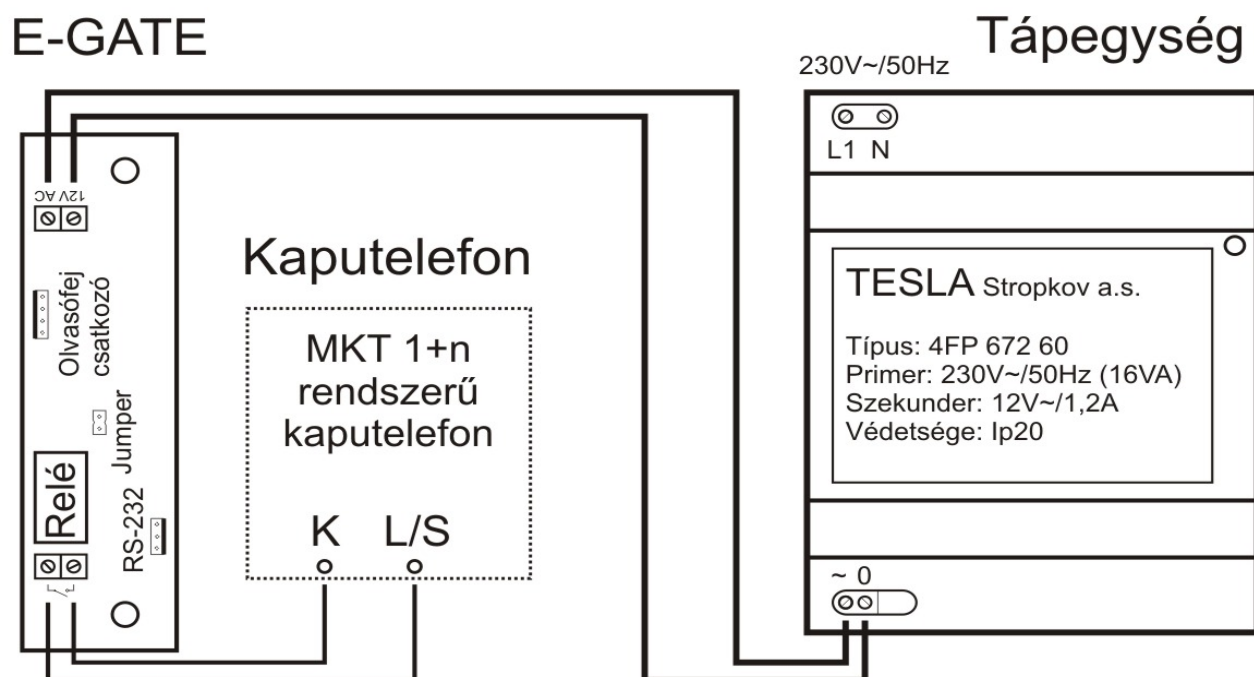 E-GATE
Tápegység
230V~/50Hz
L1 N
12V AC
Olvasófej
csatkozó
Jumper
Relé
RS-232
Kaputelefon
MKT 1+n
rendszerű
kaputelefon
K L/S
TESLA Stropkov a.s.
Típus: 4FP 672 60
Primer: 230V~/50Hz (16VA)
Szekunder: 12V~/1,2A
Védetsége: Ip20
~ 0